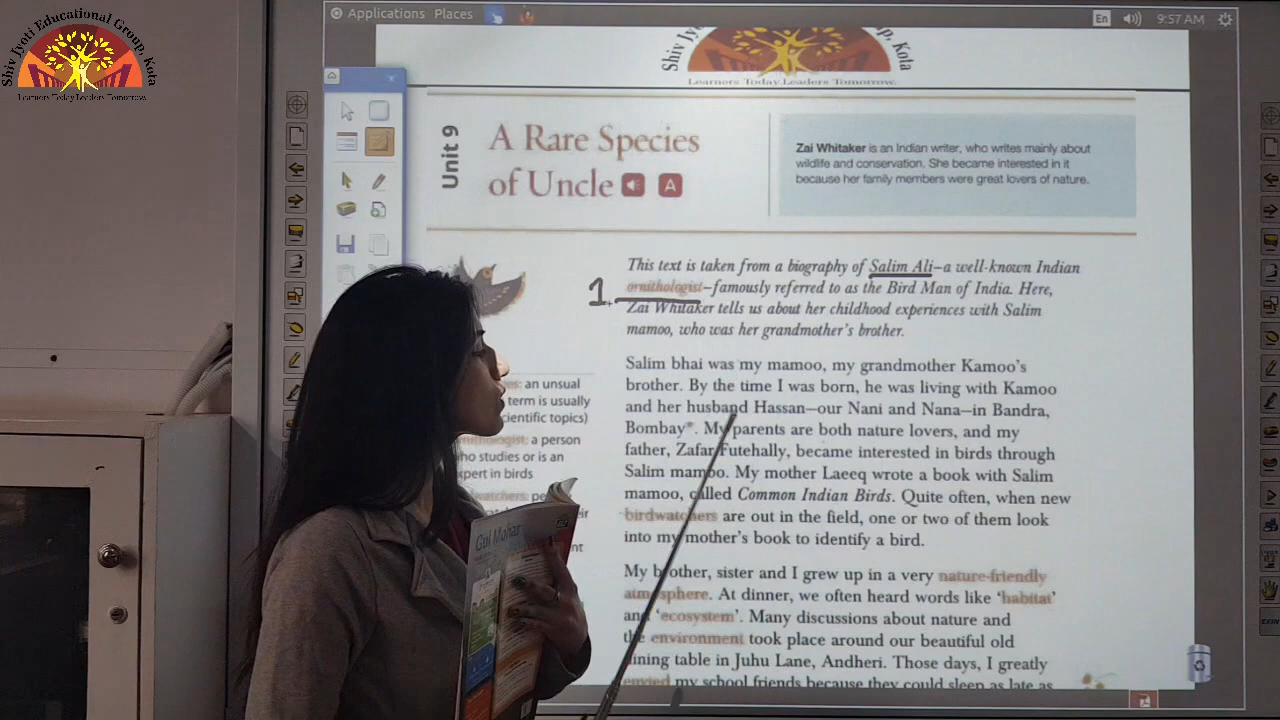 Shiv Jyoti Educational Group, Kota
Learners Today Leaders Tomorrow.
Applications Places
En
9:57 AM
Learners Today Leaders Tomorrow.
Unit 9
A Rare Species
of Uncle
A
Zai Whitaker is an Indian writer, who writes mainly about
wildlife and conservation. She became interested in it
because her family members were great lovers of nature.
This text is taken from a biography of Salim Ali–a well-known Indian
1 ornithologist–famously referred to as the Bird Man of India. Here,
Zai Whitaker tells us about her childhood experiences with Salim
mamoo, who was her grandmother's brother.
Salim bhai was my mamoo, my grandmother Kamoo's
brother. By the time I was born, he was living with Kamoo
and her husband Hassan—our Nani and Nana—in Bandra,
Bombay*. My parents are both nature lovers, and my
father, Zafar Futehally, became interested in birds through
Salim mamoo. My mother Laeeq wrote a book with Salim
mamoo, called Common Indian Birds. Quite often, when new
birdwatchers are out in the field, one or two of them look
into my mother's book to identify a bird.
My brother, sister and I grew up in a very nature-friendly
atmosphere. At dinner, we often heard words like 'habitat'
and 'ecosystem'. Many discussions about nature and
the environment took place around our beautiful old
dining table in Juhu Lane, Andheri. Those days, I greatly
envied my school friends because they could sleep as late as
: an unusual
term is usually
: a person
who studies or is an
expert in birds
Gul Mohar